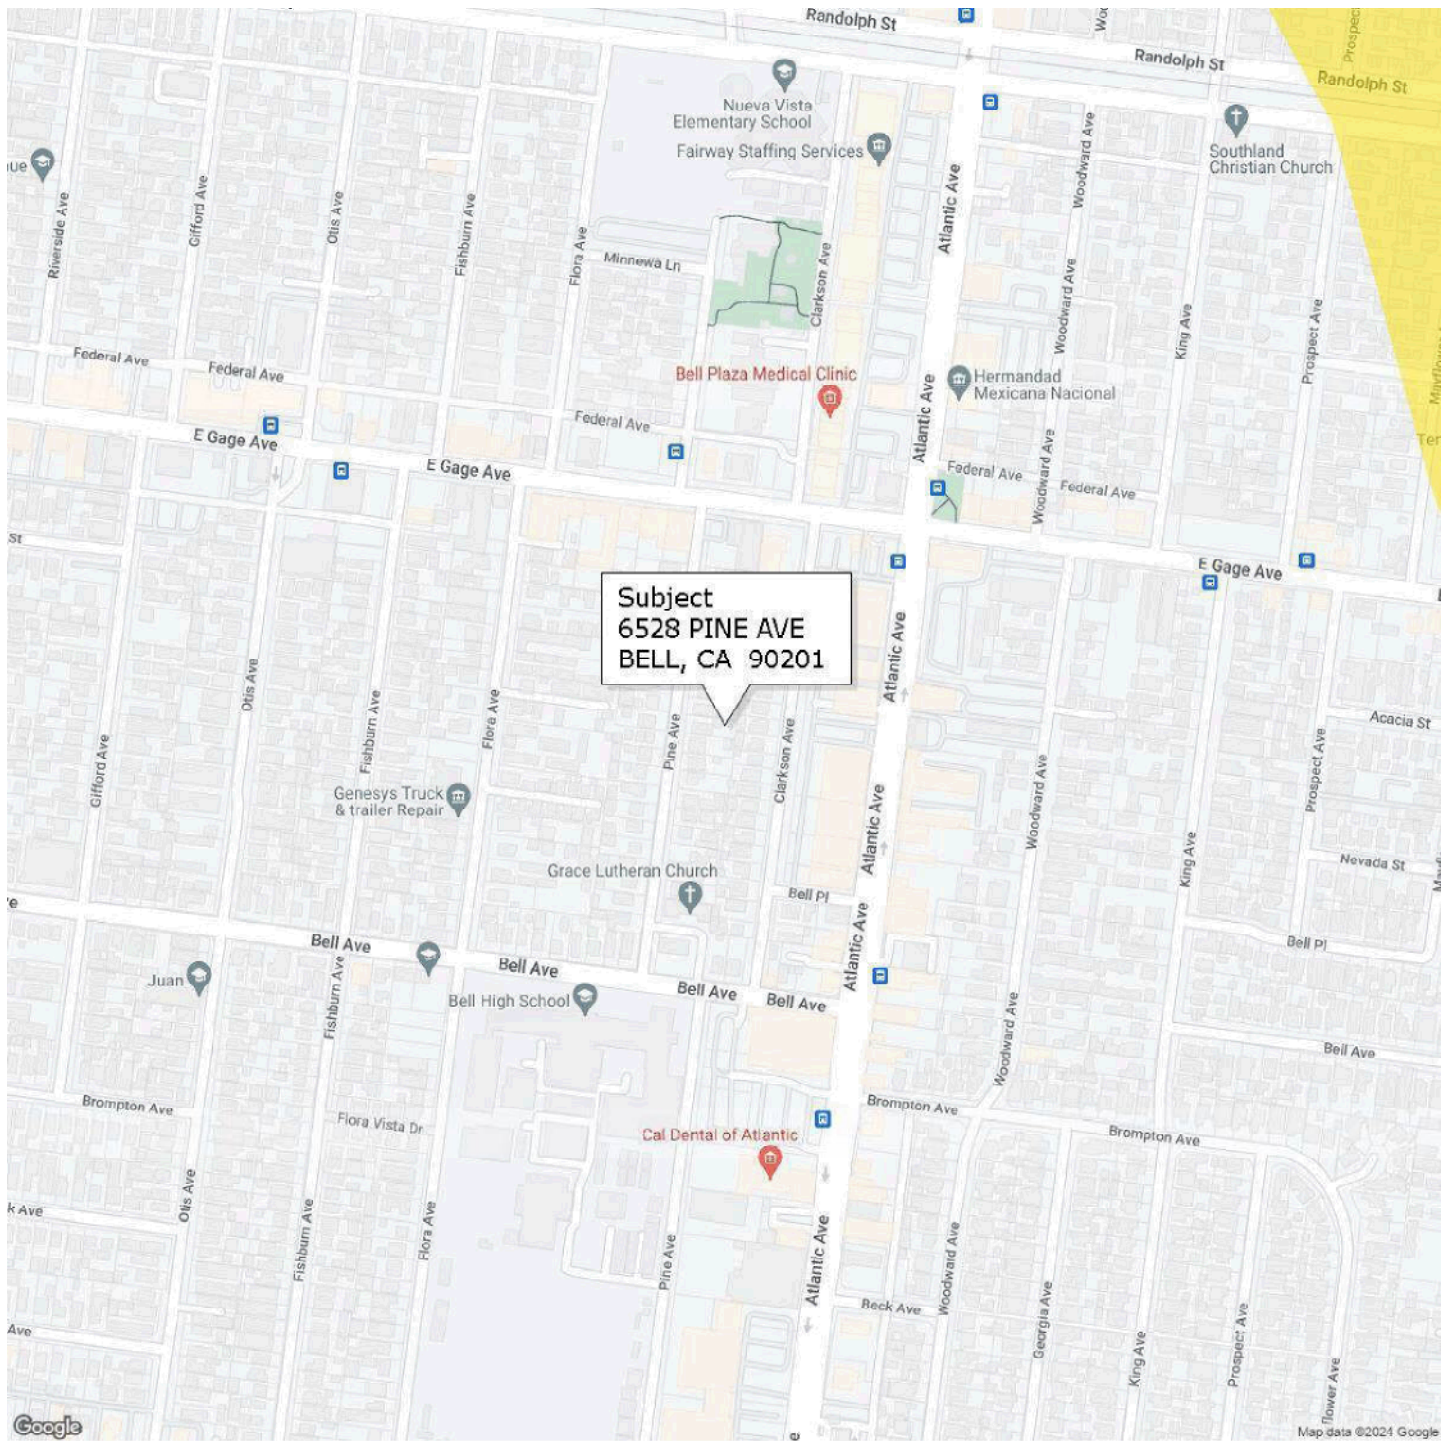 Randolph St
Randolph St
Randolph St
Prospec
Nueva Vista
Elementary School
Fairway Staffing Services
Southland
Christian Church
ue
Riverside Ave
Gifford Ave
Otis Ave
Fishburn Ave
Flora Ave
Minnewa Ln
Clarkson Ave
Atlantic Ave
Woodward Ave
Woodward Ave
King Ave
Prospect Ave
Federal Ave
Federal Ave
Federal Ave
Bell Plaza Medical Clinic
Hermandad
Mexicana Nacional
Atlantic Ave
Federal Ave
Federal Ave
Woodward Ave
Ter
E Gage Ave
E Gage Ave
E Gage Ave
St
Subject
6528 PINE AVE
BELL, CA 90201
Otis Ave
Gifford Ave
Fishburn Ave
Flora Ave
Pine Ave
Clarkson Ave
Atlantic Ave
Atlantic Ave
Woodward Ave
Acacia St
Prospect Ave
Genesys Truck
& trailer Repair
King Ave
Nevada St
Grace Lutheran Church
Bell Pl
Atlantic Ave
Bell Pl
Bell Ave
Bell Ave
Bell Ave
Bell Ave
Juan
Fishburn Ave
Bell High School
Woodward Ave
Bell Ave
Brompton Ave
Flora Vista Dr
Brompton Ave
Brompton Ave
Cal Dental of Atlantic
k Ave
Otis Ave
Fishburn Ave
Flora Ave
Pine Ave
Atlantic Ave
Woodward Ave
Beck Ave
Georgia Ave
King Ave
Prospect Ave
flower Ave
Ave
Google
Map data ©2024 Google